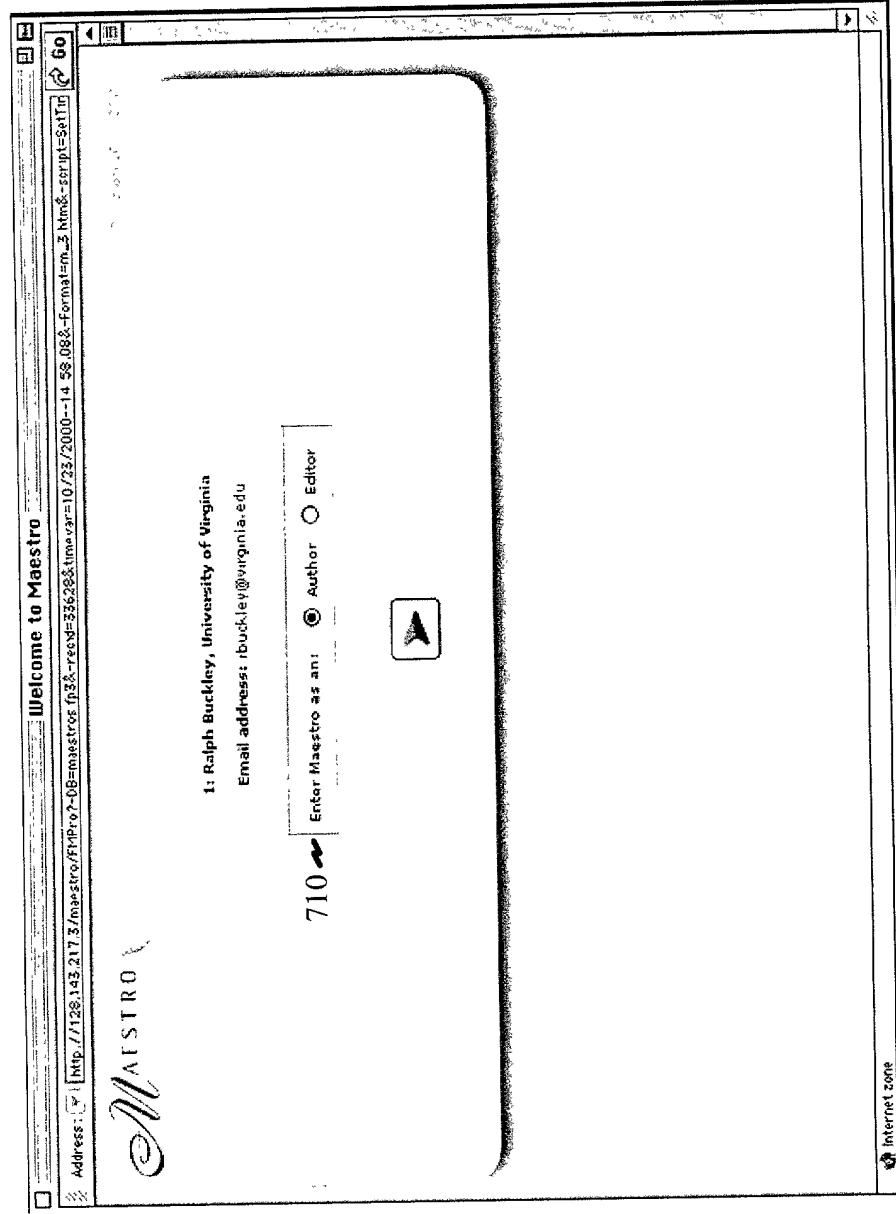 Welcome to Maestro
Address: http://128.143.217.3/maestro/FMPro?-DB=maestros.fp3&-recid=33628&timevar=10/23/2000--14 58.08&-format=m_3 htm&-script=SetTim Go
MAESTRO
1: Ralph Buckley, University of Virginia
Email address: rbuckley@virginia.edu
710 Enter Maestro as an: Author Editor
Internet zone